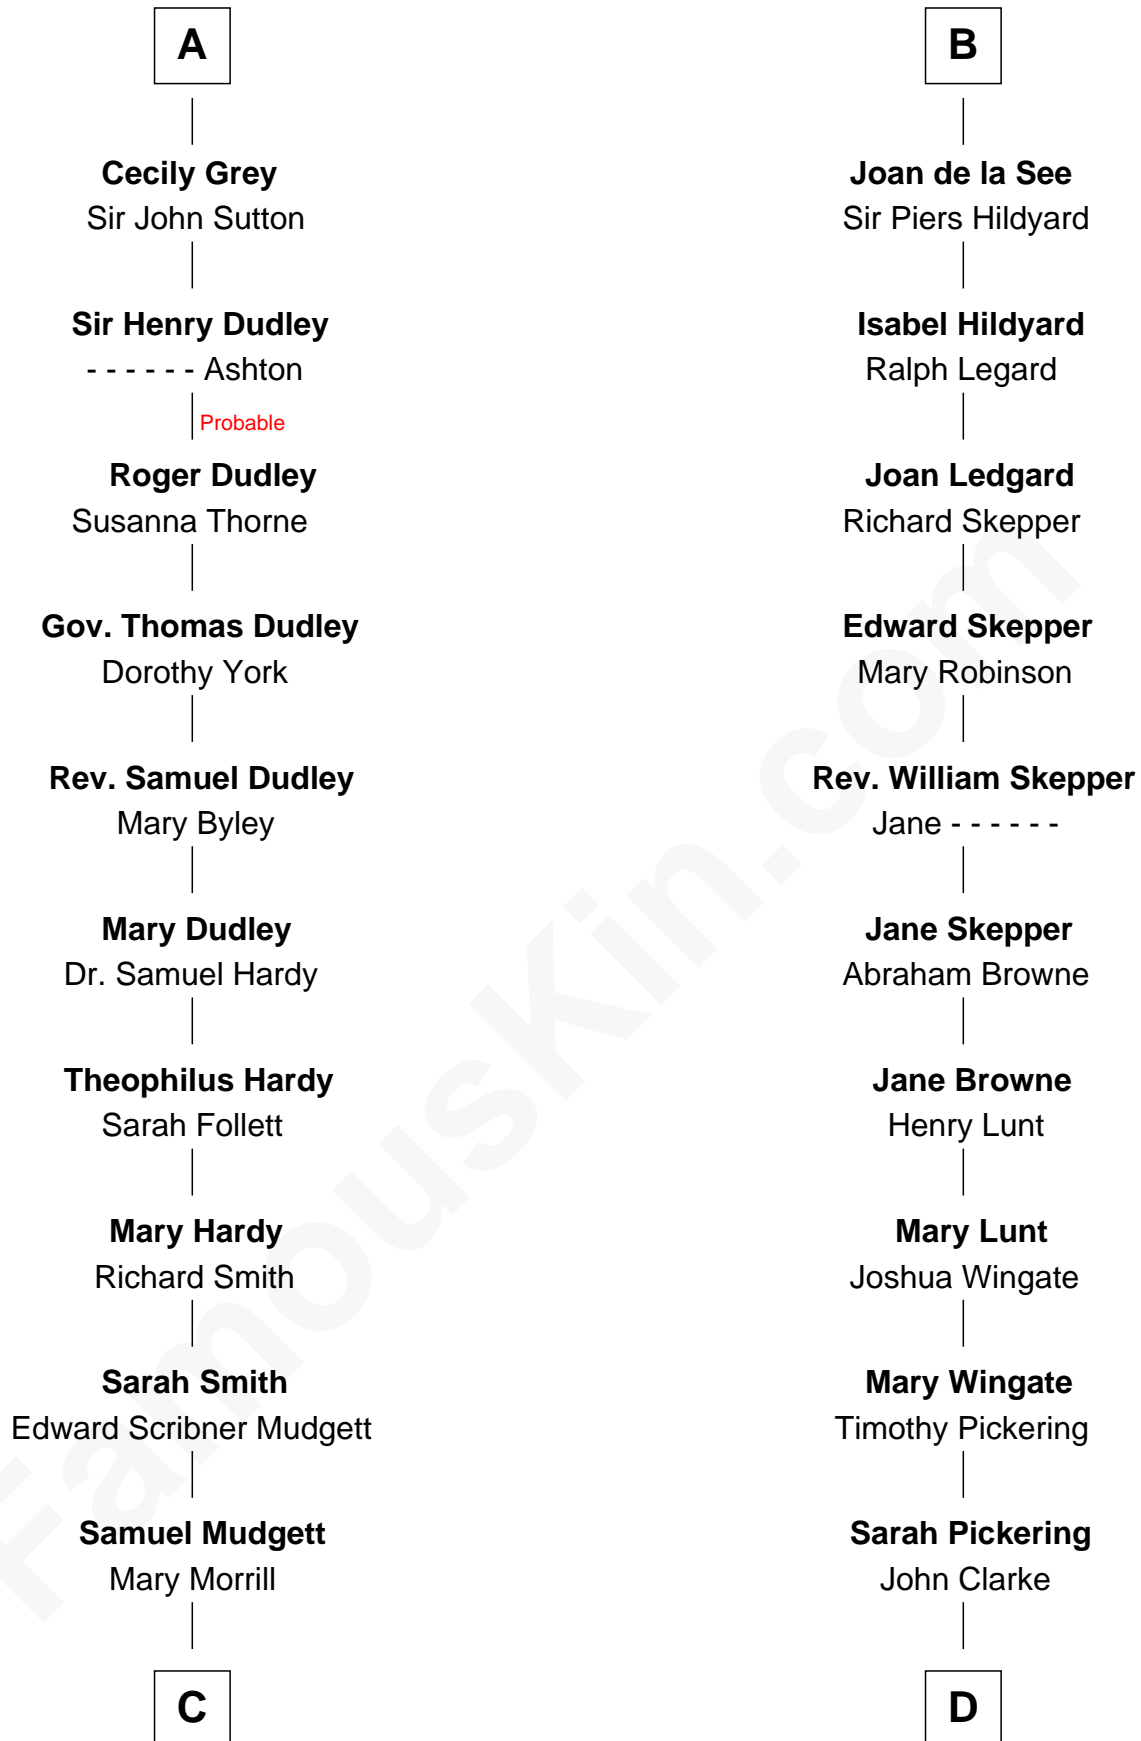 A
Cecily Grey
Sir John Sutton
Sir Henry Dudley
- - - - - - Ashton
Probable
Roger Dudley
Susanna Thorne
Gov. Thomas Dudley
Dorothy York
Rev. Samuel Dudley
Mary Byley
Mary Dudley
Dr. Samuel Hardy
Theophilus Hardy
Sarah Follett
Mary Hardy
Richard Smith
Sarah Smith
Edward Scribner Mudgett
Samuel Mudgett
Mary Morrill
C
B
Joan de la See
Sir Piers Hildyard
Isabel Hildyard
Ralph Legard
Joan Ledgard
Richard Skepper
Edward Skepper
Mary Robinson
Rev. William Skepper
Jane - - - - - -
Jane Skepper
Abraham Browne
Jane Browne
Henry Lunt
Mary Lunt
Joshua Wingate
Mary Wingate
Timothy Pickering
Sarah Pickering
John Clarke
D
FamousKin.com